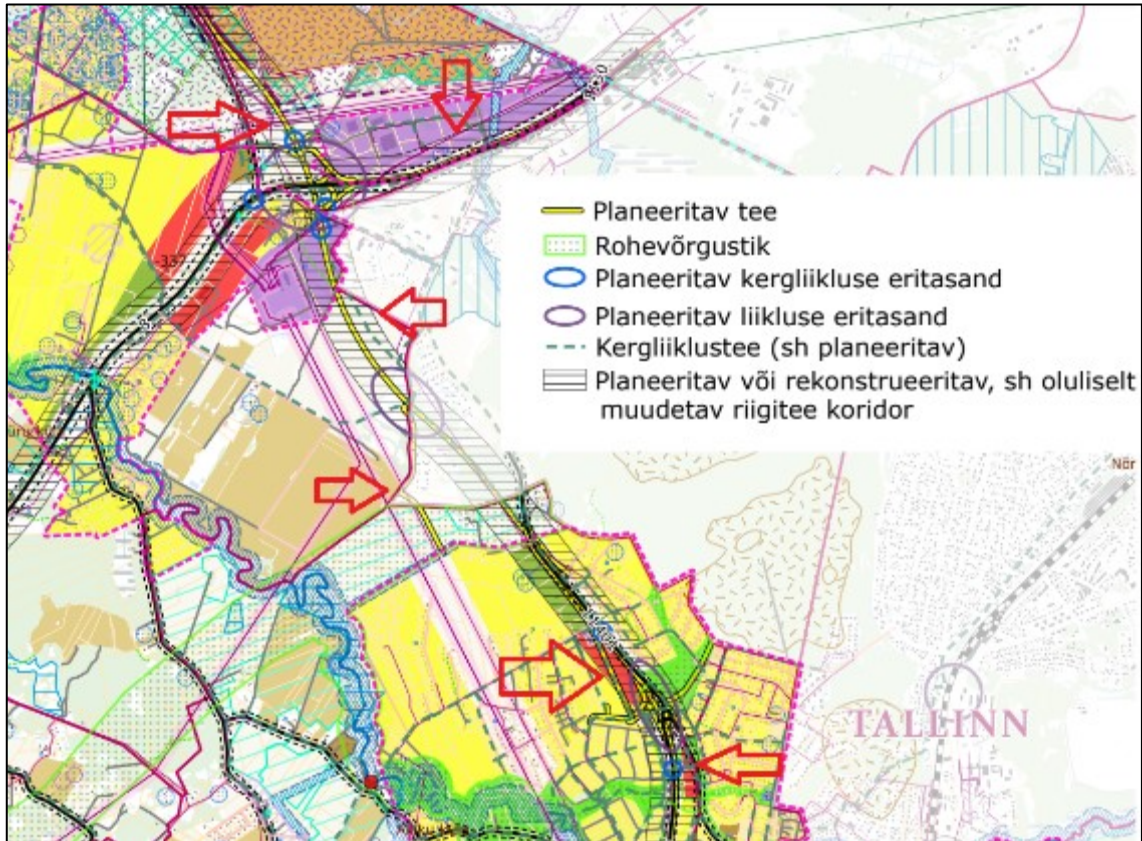 Planeeritav tee
Rohevõrgustik
Planeeritav kergliikluse eritasand
Planeeritav liikluse eritasand
Kergliiklustee (sh planeeritav)
Planeeritav või rekonstrueeritav, sh oluliselt
muudetav riigitee koridor
Nör
TALLINN